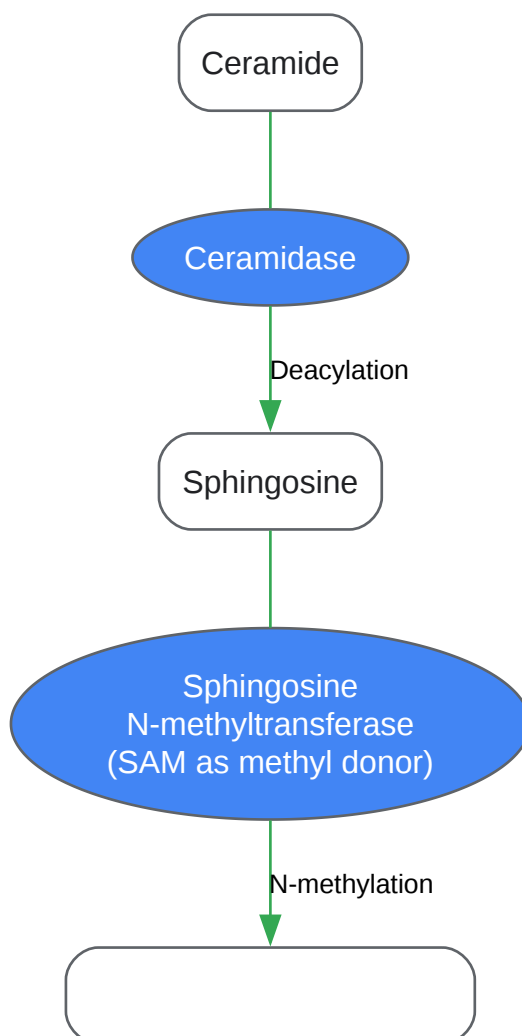 Ceramide
Ceramidase
Deacylation
Sphingosine
Sphingosine
N-methyltransferase
(SAM as methyl donor)
N-methylation